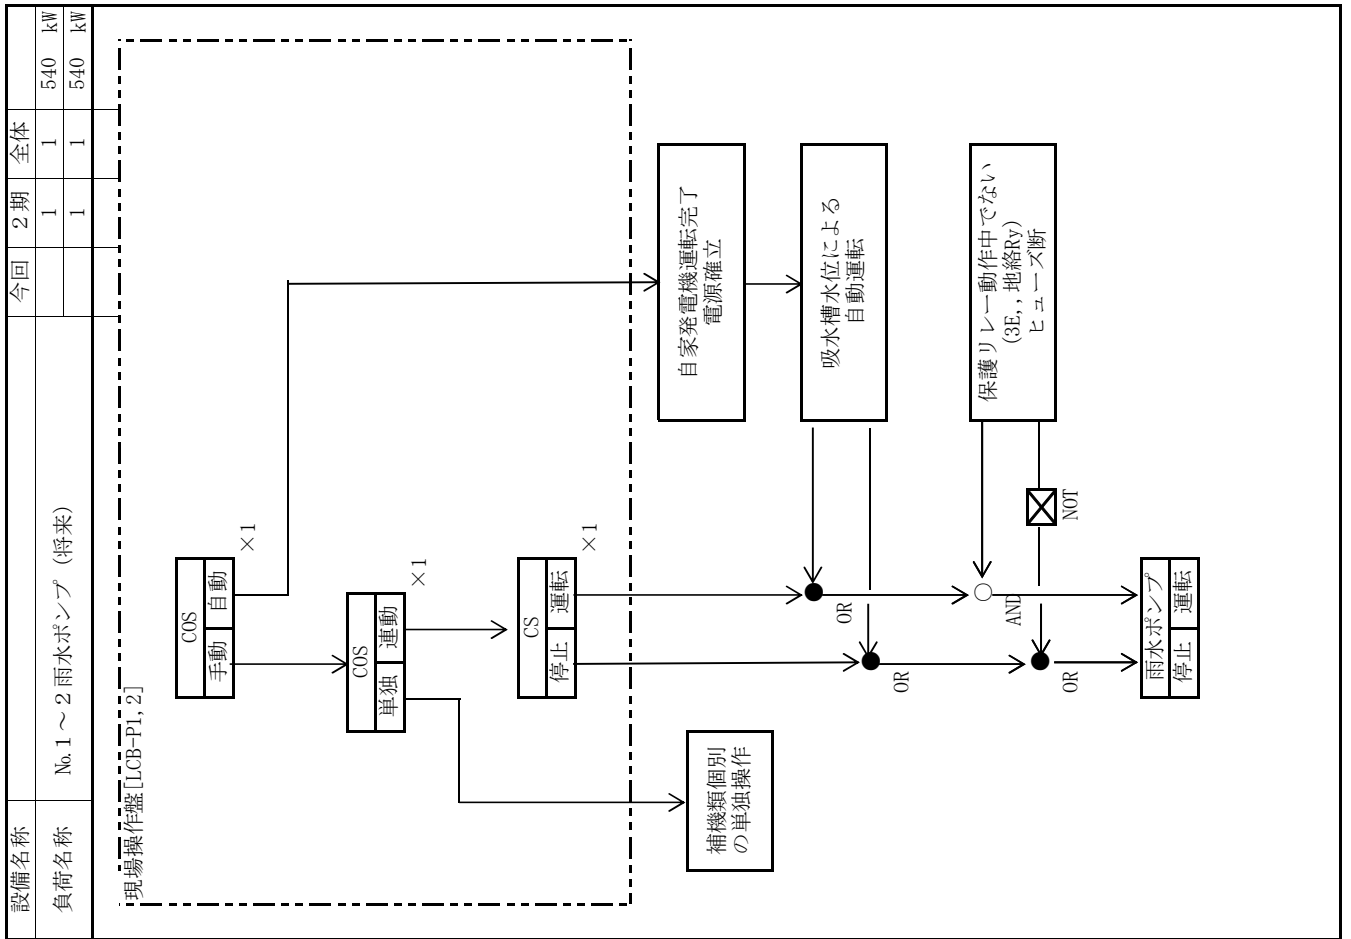 設備名称 今回 2期 全体
負荷名称 №1～2雨水ポンプ（将来） 1 1 540 kW
1 1 540 kW
現場操作盤[LCB-P1,2]
COS
手動 自動
×1
COS
単独 連動
×1
CS
停止 運転
×1
自家発電機運転完了
電源確立
補機類個別
の単独操作
吸水槽水位による
自動運転
OR
OR
保護リレー動作中でない
(3E,,地絡Ry)
ヒューズ断
NOT
AND
OR
雨水ポンプ
停止 運転